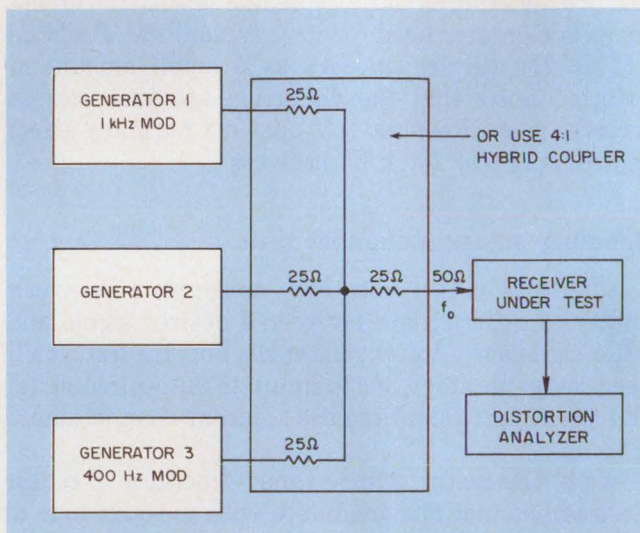 GENERATOR 1
1 kHz MOD
25Ω
OR USE 4:1
HYBRID COUPLER
GENERATOR 2
25Ω
25Ω
50Ω
f₀
RECEIVER
UNDER TEST
GENERATOR 3
400 Hz MOD
25Ω
DISTORTION
ANALYZER